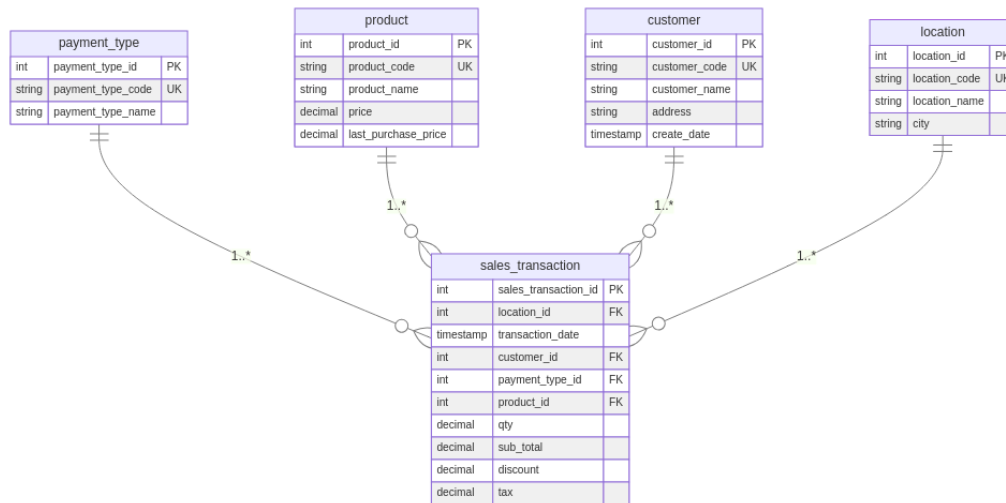 payment_type
int payment_type_id PK
string payment_type_code UK
string payment_type_name
product
int product_id PK
string product_code UK
string product_name
decimal price
decimal last_purchase_price
customer
int customer_id PK
string customer_code UK
string customer_name
string address
timestamp create_date
location
int location_id PK
string location_code UK
string location_name
string city
1..*
1..*
1..*
1..*
sales_transaction
int sales_transaction_id PK
int location_id FK
timestamp transaction_date
int customer_id FK
int payment_type_id FK
int product_id FK
decimal qty
decimal sub_total
decimal discount
decimal tax